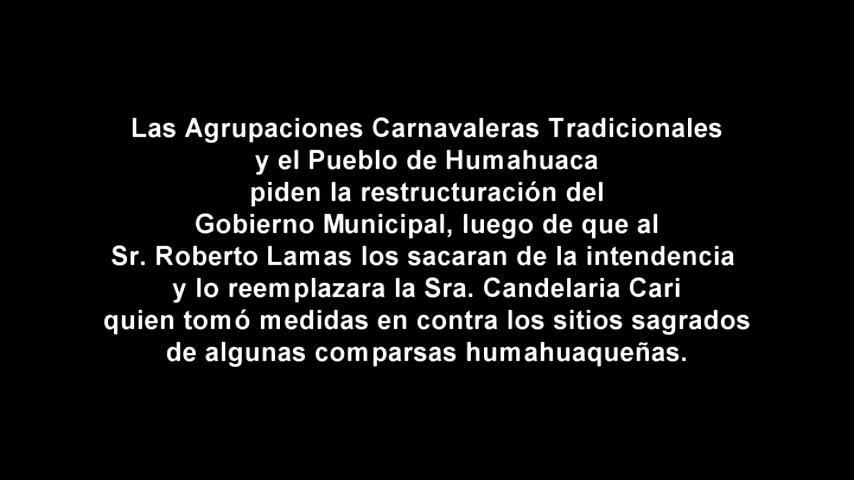 Las Agrupaciones Carnavaleras Tradicionales
y el Pueblo de Humahuaca
piden la restructuración del
Gobierno Municipal, luego de que al
Sr. Roberto Lamas los sacaran de la intendencia
y lo reemplazara la Sra. Candelaria Cari
quien tomó medidas en contra los sitios sagrados
de algunas comparsas humahuaqueñas.